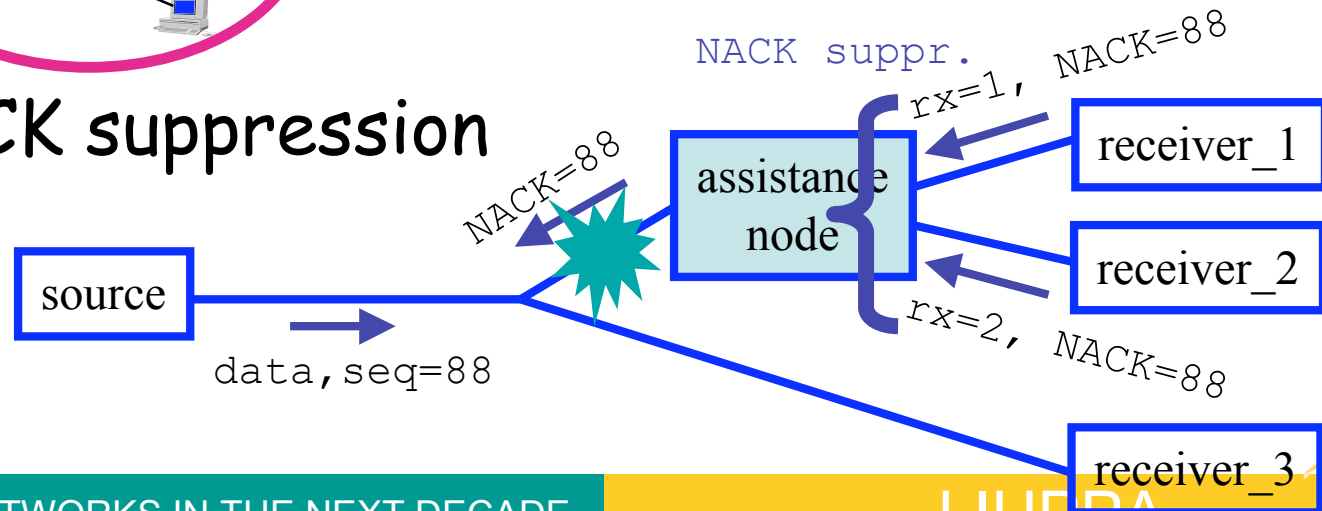 NACK suppr.
CK suppression
rx=1, NACK=88
receiver_1
NACK=88
assistance
node
receiver_2
source
rx=2, NACK=88
data,seq=88
receiver_3
TWORKS IN THE NEXT DECADE